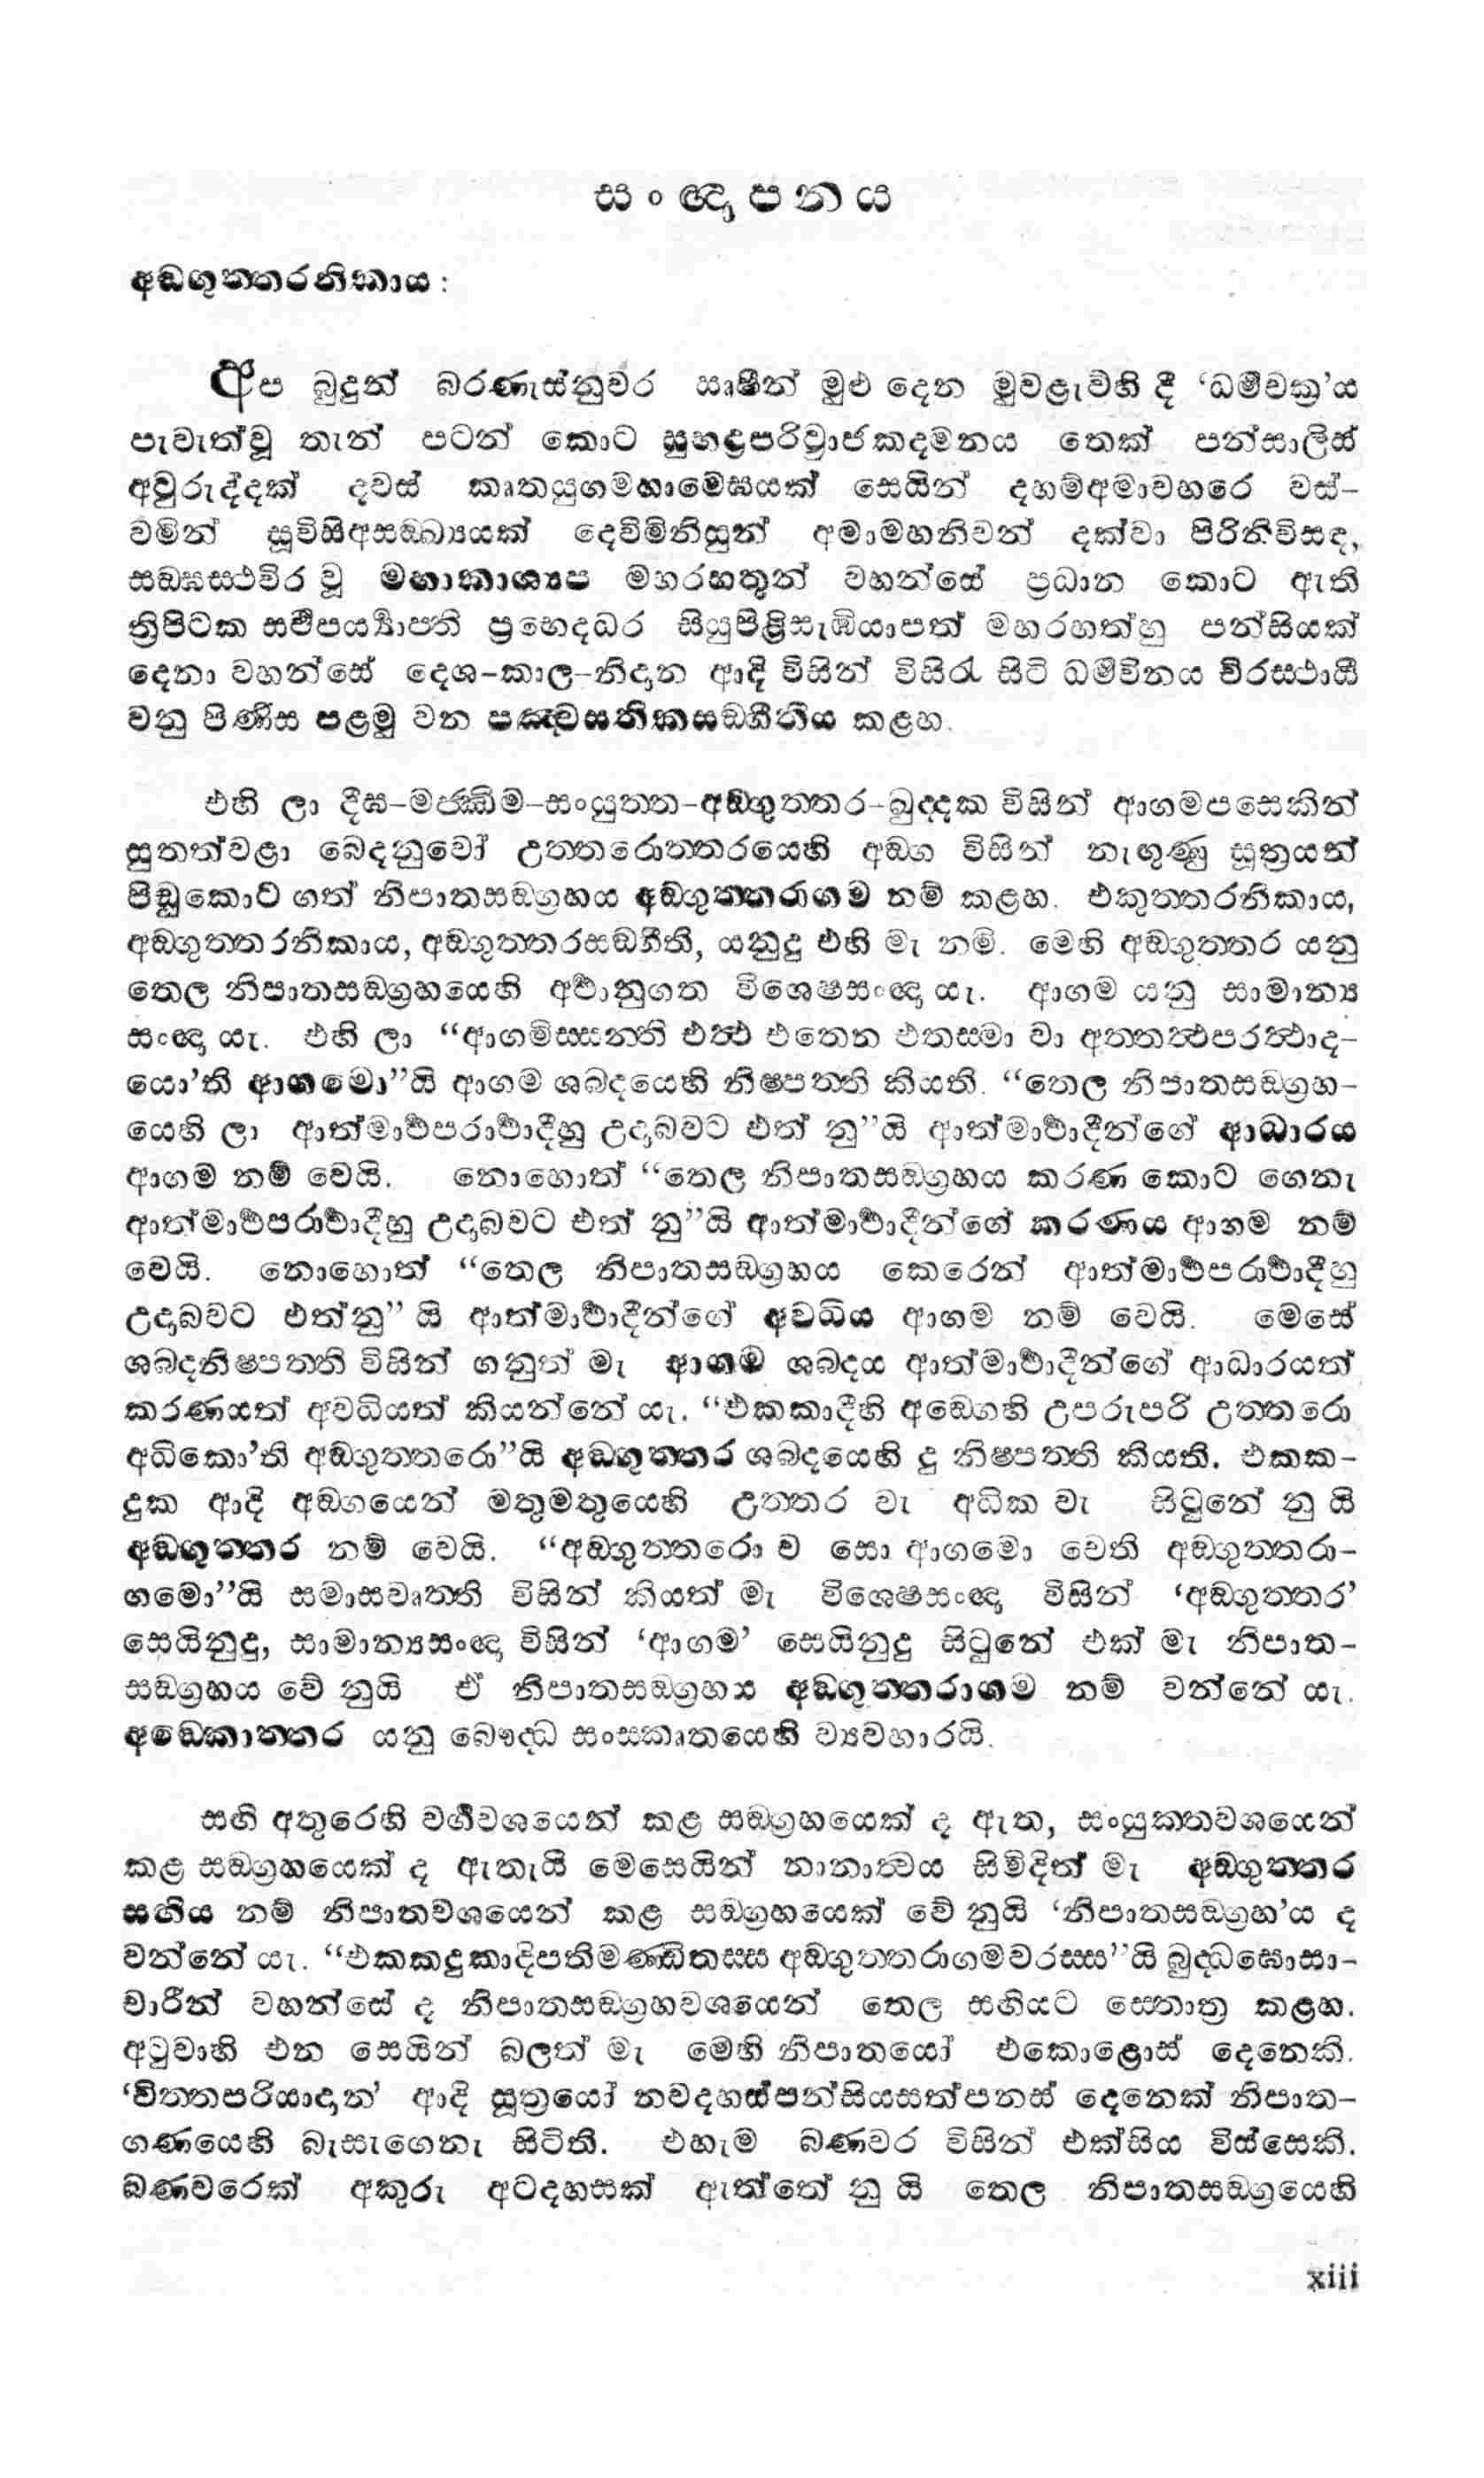 සංඥාපනය
අඞ්ගුත්තරනිකාය :
අප බුදුන් බරණැස්නුවර ඍෂීන් මුළු දෙන මුවළැව්හි දී ‘ධර්මචක්‍ර’ය
පැවැත්වූ තැන් පටන් කොට සුභද්‍රපරිව්‍රාජකදමනය තෙක් පන්සාලිස්
අවුරුද්දක් දවස් කෘතයුගමහාමෙඝයක් සෙයින් දහම්අමාවහරෙ වස්-
වමින් සූවිසිඅසඞ්ඛ්‍යයක් දෙව්මිනිසුන් අමාමහනිවන් දක්වා පිරිනිවිසඳ,
සඞ්ඝස්ථවිර වූ මහාකාශ්‍යප මහරහතුන් වහන්සේ ප්‍රධාන කොට ඇති
ත්‍රිපිටක සර්වපර්‍ය්‍යාප්ති ප්‍රභෙදධර සියුපිළිසැඹියාපත් මහරහත්හු පන්සියක්
දෙනා වහන්සේ දෙශ-කාල-නිදාන ආදි විසින් විසිරැ සිටි ධර්මවිනය චිරස්ථායී
වනු පිණිස පළමු වන පඤ්චසතිකසඞ්ගීතිය කළහ.
එහි ලා දීඝ-මජ්ඣිම-සංයුත්ත-අඞ්ගුත්තර-ඛුද්දක විසින් ආගමපසෙකින්
සුතත්වළා බෙදනුවෝ උත්තරොත්තරයෙහි අඞ්ග විසින් නැඟුණු සූත්‍රයන්
පිඬුකොට ගත් නිපාතසඞ්ග්‍රහය අඞ්ගුත්තරාගම නම් කළහ. එකුත්තරනිකාය,
අඞ්ගුත්තරනිකාය, අඞ්ගුත්තරසඞ්ගීති, යනුදු එහි මැ නම්. මෙහි අඞ්ගුත්තර යනු
තෙල නිපාතසඞ්ග්‍රහයෙහි අර්ථානුගත විශෙෂසංඥා යැ. ආගම යනු සාමාන්‍ය
සංඥා යැ. එහි ලා “ආගමිස්සන්ති එත්ථ එතෙන එතස්මා වා අත්තත්ථපරත්ථාද-
යො’ති ආගමො”යි ආගම ශබ්දයෙහි නිෂ්පත්ති කියති. “තෙල නිපාතසඞ්ග්‍රහ-
යෙහි ලා ආත්මාර්ථපරාර්ථාදීහු උදාබවට එත් නු”යි ආත්මාර්ථාදීන්ගේ ආධාරය
ආගම නම් වෙයි. නොහොත් “තෙල නිපාතසඞ්ග්‍රහය කරණ කොට ගෙනැ
ආත්මාර්ථපරාර්ථාදීහු උදාබවට එත් නු”යි ආත්මාර්ථාදීන්ගේ කරණය ආගම නම්
වෙයි. නොහොත් “තෙල නිපාතසඞ්ග්‍රහය කෙරෙන් ආත්මාර්ථපරාර්ථාදීහු
උදාබවට එත්නු” යි ආත්මාර්ථාදීන්ගේ අවධිය ආගම නම් වෙයි. මෙසේ
ශබ්දනිෂ්පත්ති විසින් ගනුත් මැ ආගම ශබ්දය ආත්මාර්ථාදීන්ගේ ආධාරයත්
කරණයත් අවධියත් කියන්නේ යැ. “එකකාදීහි අඞ්ගෙහි උපරුපරි උත්තරො
අධිකො’ති අඞ්ගුත්තරො”යි අඞ්ගුත්තර ශබ්දයෙහි දු නිෂ්පත්ති කියති. එකක-
දුක ආදි අඞ්ගයෙන් මතුමතුයෙහි උත්තර වැ අධික වැ සිටුනේ නු යි
අඞ්ගුත්තර නම් වෙයි. “අඞ්ගුත්තරො ච සො ආගමො චෙති අඞ්ගුත්තරා-
ගමො”යි සමාසවෘත්ති විසින් කියත් මැ විශෙෂසංඥා විසින් ‘අඞ්ගුත්තර’
සෙයිනුදු, සාමාන්‍යසංඥා විසින් ‘ආගම’ සෙයිනුදු සිටුනේ එක් මැ නිපාත-
සඞ්ග්‍රහය වේ නුයි ඒ නිපාතසඞ්ග්‍රහය අඞ්ගුත්තරාගම නම් වන්නේ යැ.
අඞ්කොත්තර යනු බෞද්ධ සංස්කෘතයෙහි ව්‍යවහාරයි.
සඟි අතුරෙහි වර්ගවශයෙන් කළ සඞ්ග්‍රහයෙක් ද ඇත, සංයුක්තවශයෙන්
කළ සඞ්ග්‍රහයෙක් ද ඇතැයි මෙසෙයින් නානාත්වය සිම්දිත් මැ අඞ්ගුත්තර
සඟිය නම් නිපාතවශයෙන් කළ සඞ්ග්‍රහයෙක් වේ නුයි ‘නිපාතසඞ්ග්‍රහ’ය ද
වන්නේ යැ. “එකකදුකාදිපතිමණ්ඩිතස්ස අඞ්ගුත්තරාගමවරස්ස”යි බුද්ධඝොසා-
චාරීන් වහන්සේ ද නිපාතසඞ්ග්‍රහවශයෙන් තෙල සඟියට ස්තොත්‍ර කළහ.
අටුවාහි එන සෙයින් බලත් මැ මෙහි නිපාතයෝ එකොළොස් දෙනෙකි.
‘චිත්තපරියාදාන’ ආදි සූත්‍රයෝ නවදහස්පන්සියසත්පනස් දෙනෙක් නිපාත-
ගණයෙහි බැසැගෙනැ සිටිති. එහැම බණවර විසින් එක්සිය විස්සෙකි.
බණවරෙක් අකුරු අටදහසක් ඇත්තේ නු යි තෙල නිපාතසඞ්ග්‍රයෙහි
xiii